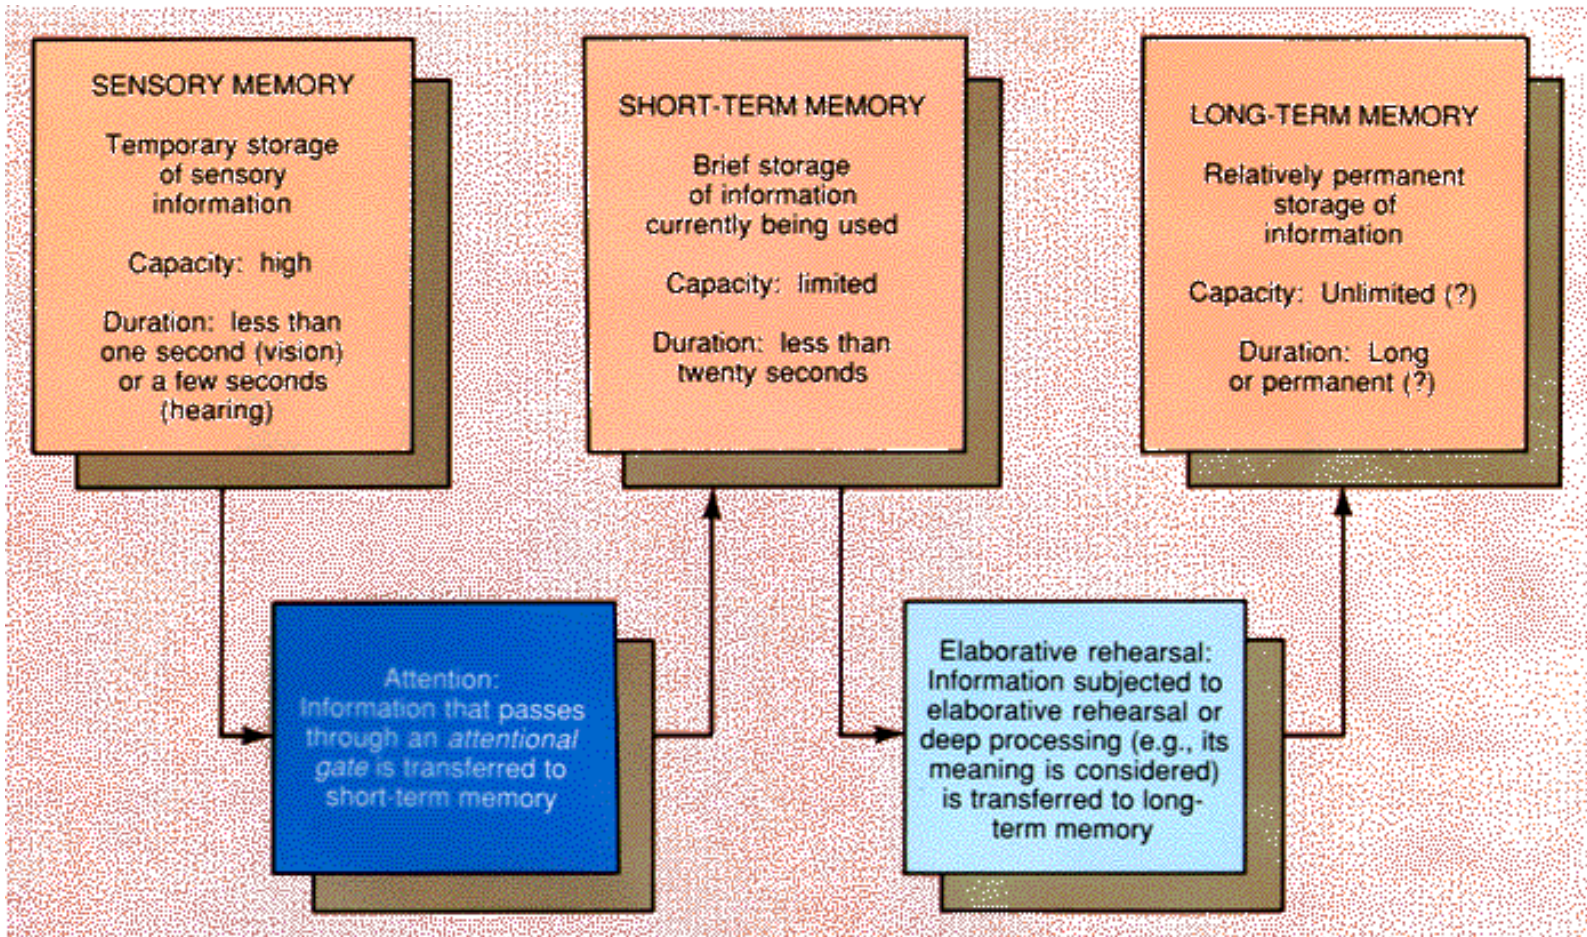 SENSORY MEMORY
Temporary storage
of sensory
information
Capacity: high
Duration: less than
one second (vision)
or a few seconds
(hearing)
SHORT-TERM MEMORY
Brief storage
of information
currently being used
Capacity: limited
Duration: less than
twenty seconds
LONG-TERM MEMORY
Relatively permanent
storage of
information
Capacity: Unlimited (?)
Duration: Long
or permanent (?)
Attention:
Information that passes
through an attentional
gate is transferred to
short-term memory
Elaborative rehearsal:
Information subjected to
elaborative rehearsal or
deep processing (e.g., its
meaning is considered)
is transferred to long-
term memory